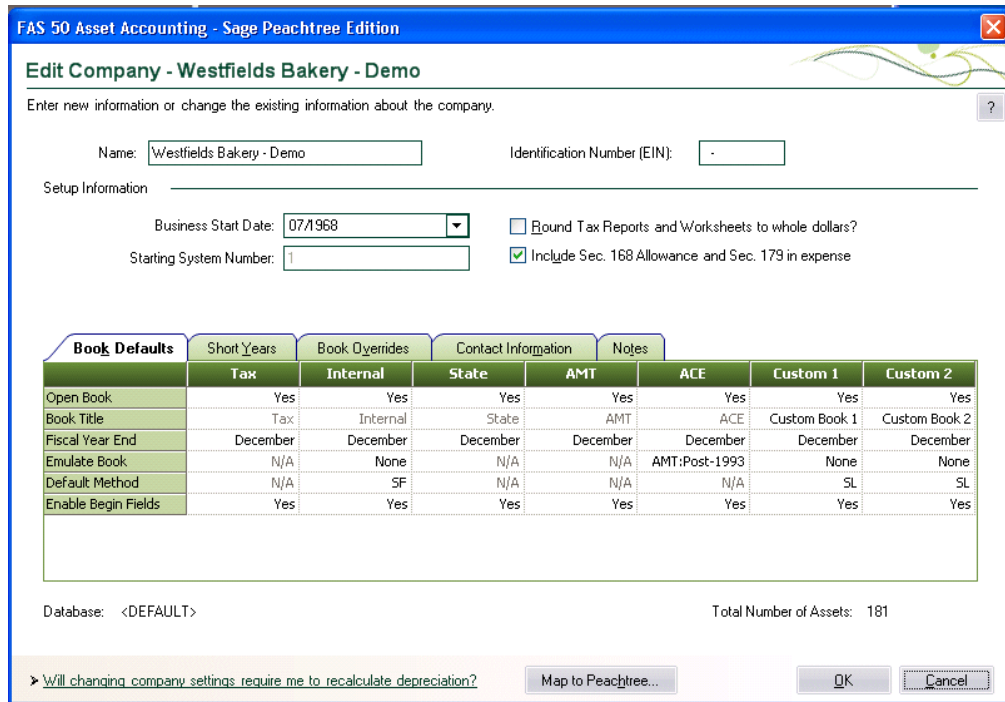 FAS 50 Asset Accounting - Sage Peachtree Edition
Edit Company - Westfields Bakery - Demo
Enter new information or change the existing information about the company.
?
Name: Westfields Bakery - Demo Identification Number (EIN): -
Setup Information
Business Start Date: 07/1968 Round Tax Reports and Worksheets to whole dollars?
Starting System Number: 1 Include Sec. 168 Allowance and Sec. 179 in expense
Book Defaults Short Years Book Overrides Contact Information Notes
Tax Internal State AMT ACE Custom 1 Custom 2
Open Book Yes Yes Yes Yes Yes Yes Yes
Book Title Tax Internal State AMT ACE Custom Book 1 Custom Book 2
Fiscal Year End December December December December December December December
Emulate Book N/A None N/A N/A AMT:Post-1993 None None
Default Method N/A SF N/A N/A N/A SL SL
Enable Begin Fields Yes Yes Yes Yes Yes Yes Yes
Database: <DEFAULT> Total Number of Assets: 181
Will changing company settings require me to recalculate depreciation? Map to Peachtree... OK Cancel